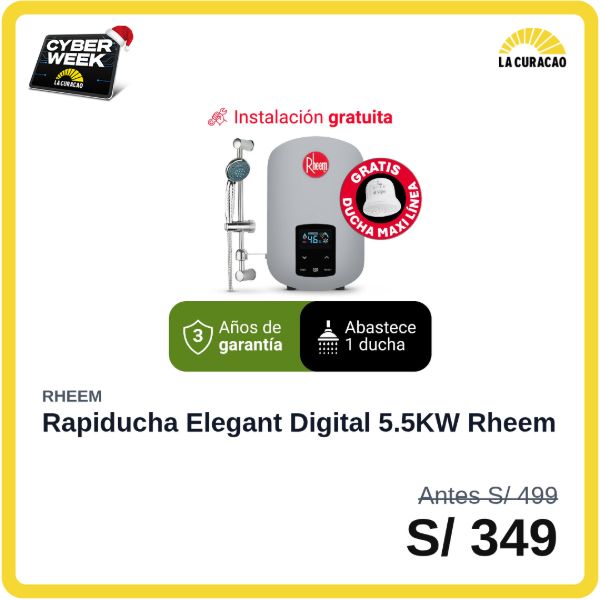 CYBER
WEEK
LA CURACAO
LA CURACAO
Instalación gratuita
Rheem
46
GRATIS
DUCHA MAXI LÍNEA
3
Años de
garantía
Abastece
1 ducha
RHEEM
Rapiducha Elegant Digital 5.5KW Rheem
Antes S/ 499
S/ 349